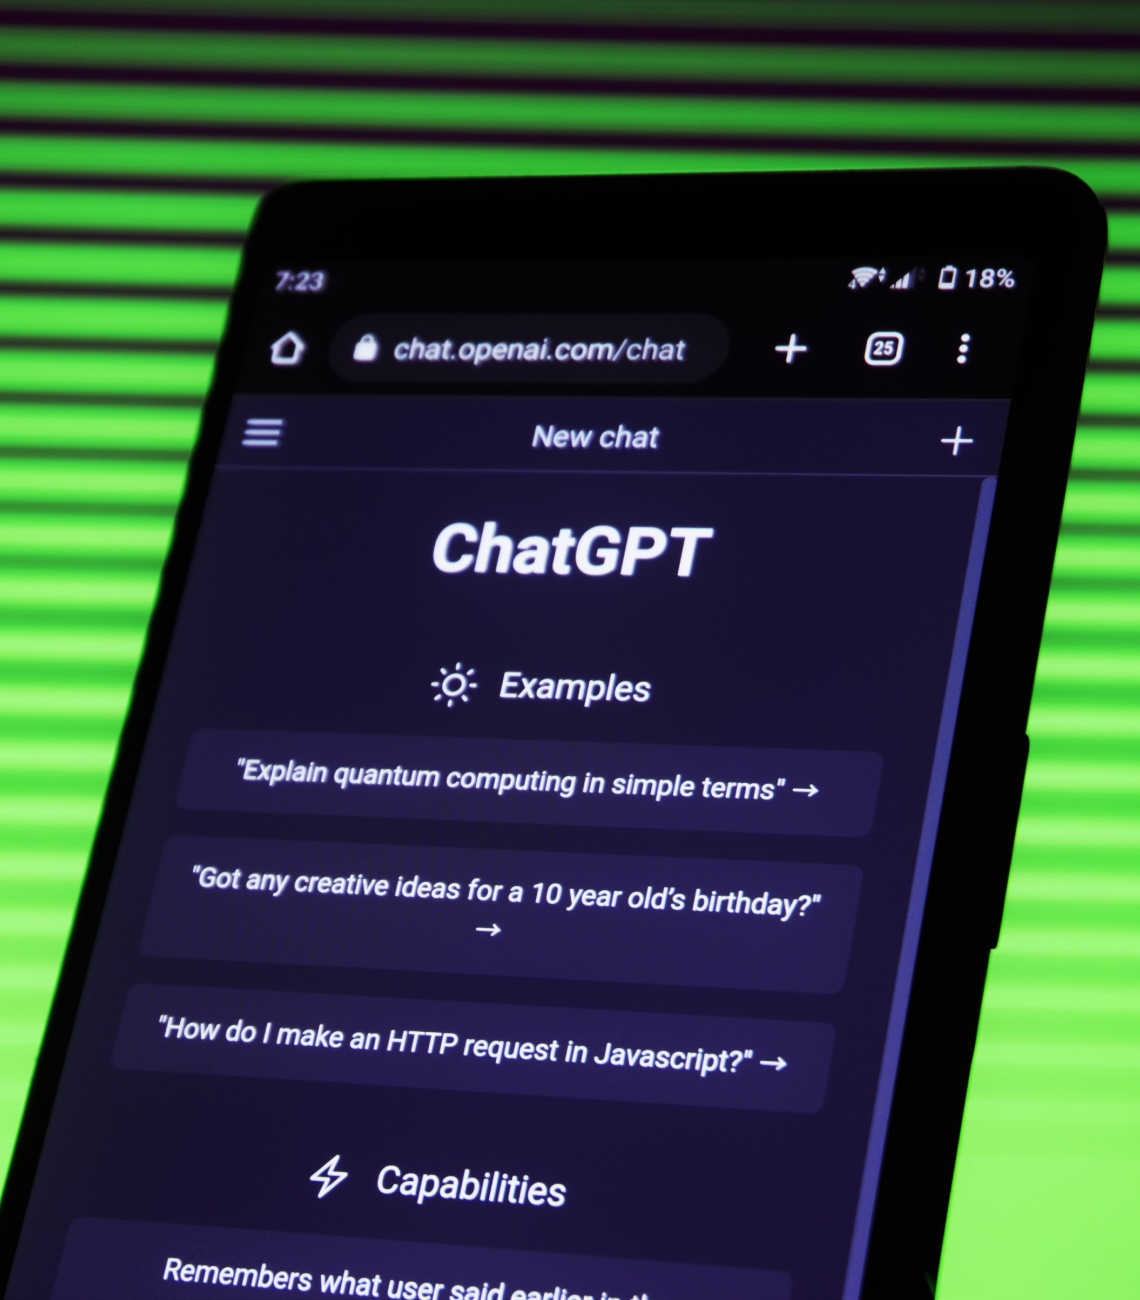 7:23
18%
chat.openai.com/chat
25
New chat
ChatGPT
Examples
"Explain quantum computing in simple terms" →
"Got any creative ideas for a 10 year old's birthday?"
→
"How do I make an HTTP request in Javascript?" →
Capabilities
Remembers what user said earlier in